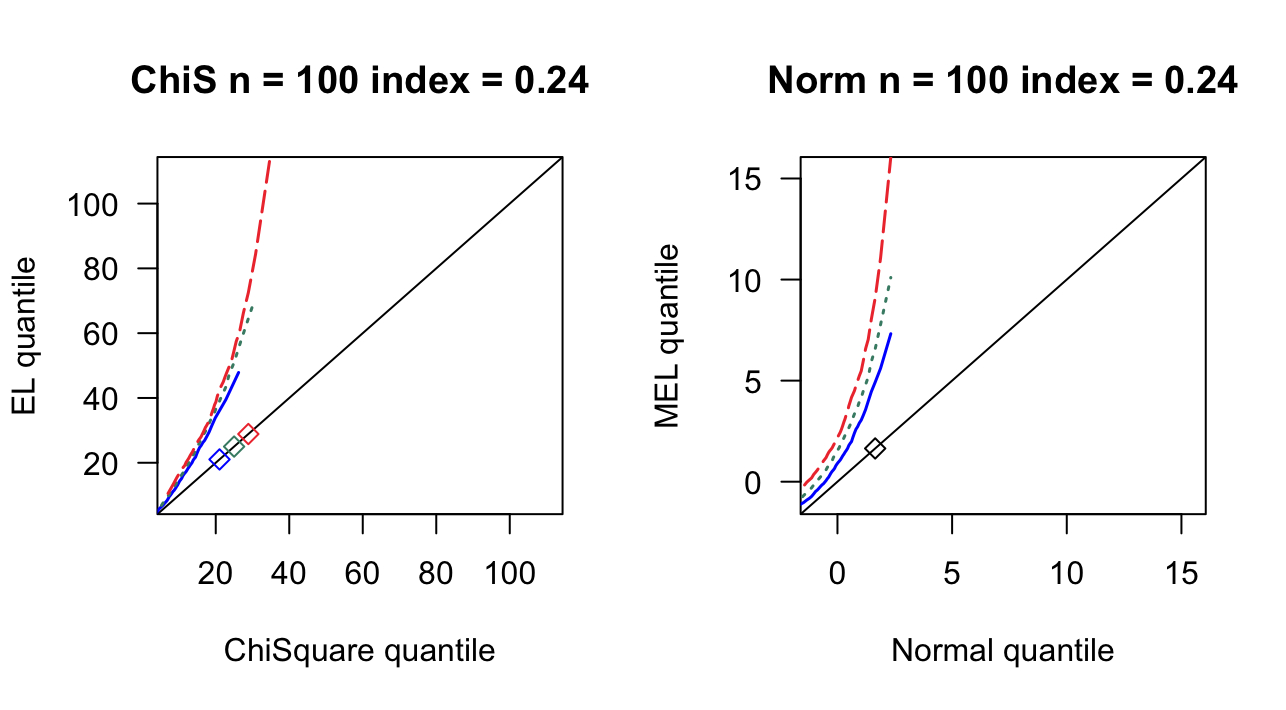 ChiS n = 100 index = 0.24
EL quantile
100
80
60
40
20
20 40 60 80 100
ChiSquare quantile
Norm n = 100 index = 0.24
MEL quantile
15
10
5
0
0 5 10 15
Normal quantile